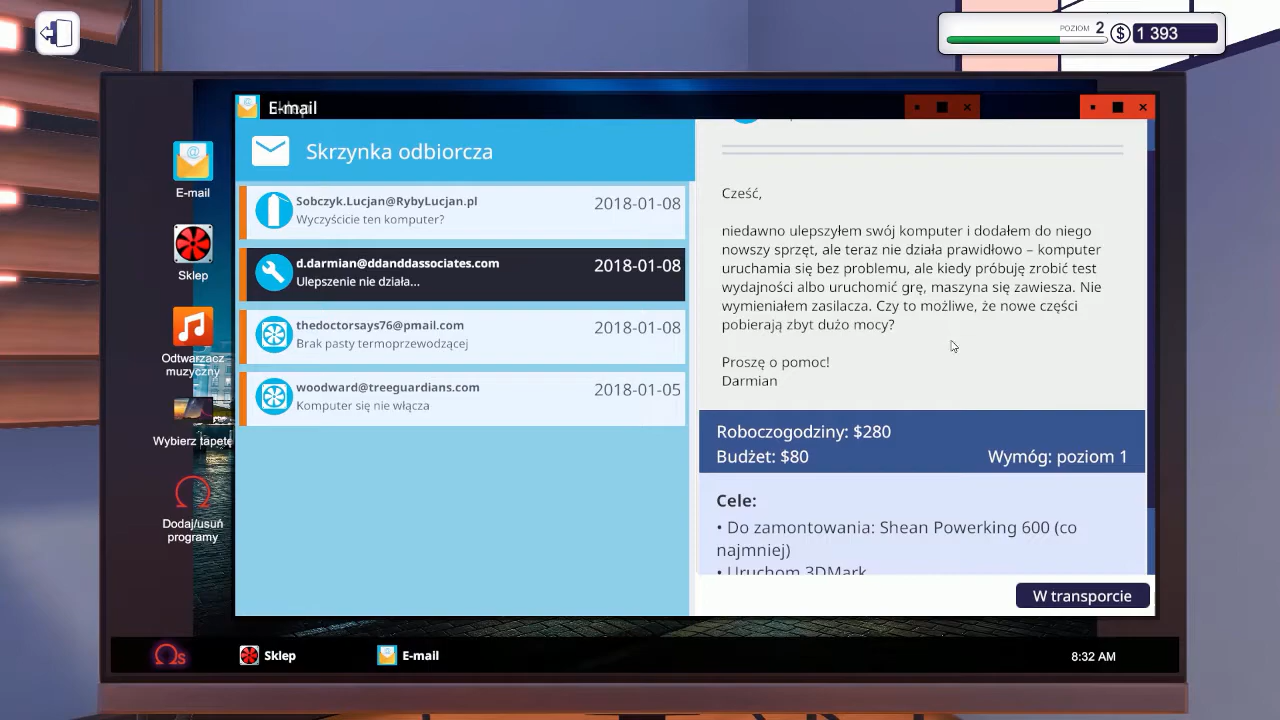 POZIOM 2
$ 1 393
E-mail
E-mail
Sklep
Odtwarzacz
muzyczny
Wybierz tapetę
Dodaj/usuń
programy
Skrzynka odbiorcza
Sobczyk.Lucjan@RybyLucjan.pl
2018-01-08
Wyczyścicie ten komputer?
d.darmian@ddanddassociates.com
2018-01-08
Ulepszenie nie działa...
thedoctorsays76@pmail.com
2018-01-08
Brak pasty termoprzewodzącej
woodward@treeguardians.com
2018-01-05
Komputer się nie włącza
Cześć,
niedawno ulepszyłem swój komputer i dodałem do niego
nowszy sprzęt, ale teraz nie działa prawidłowo – komputer
uruchamia się bez problemu, ale kiedy próbuję zrobić test
wydajności albo uruchomić grę, maszyna się zawiesza. Nie
wymieniałem zasilacza. Czy to możliwe, że nowe części
pobierają zbyt dużo mocy?
Proszę o pomoc!
Darmian
Roboczogodziny: $280
Budżet: $80
Wymóg: poziom 1
Cele:
• Do zamontowania: Shean Powerking 600 (co
najmniej)
• Uruchom 3DMark
W transporcie
Sklep
E-mail
8:32 AM